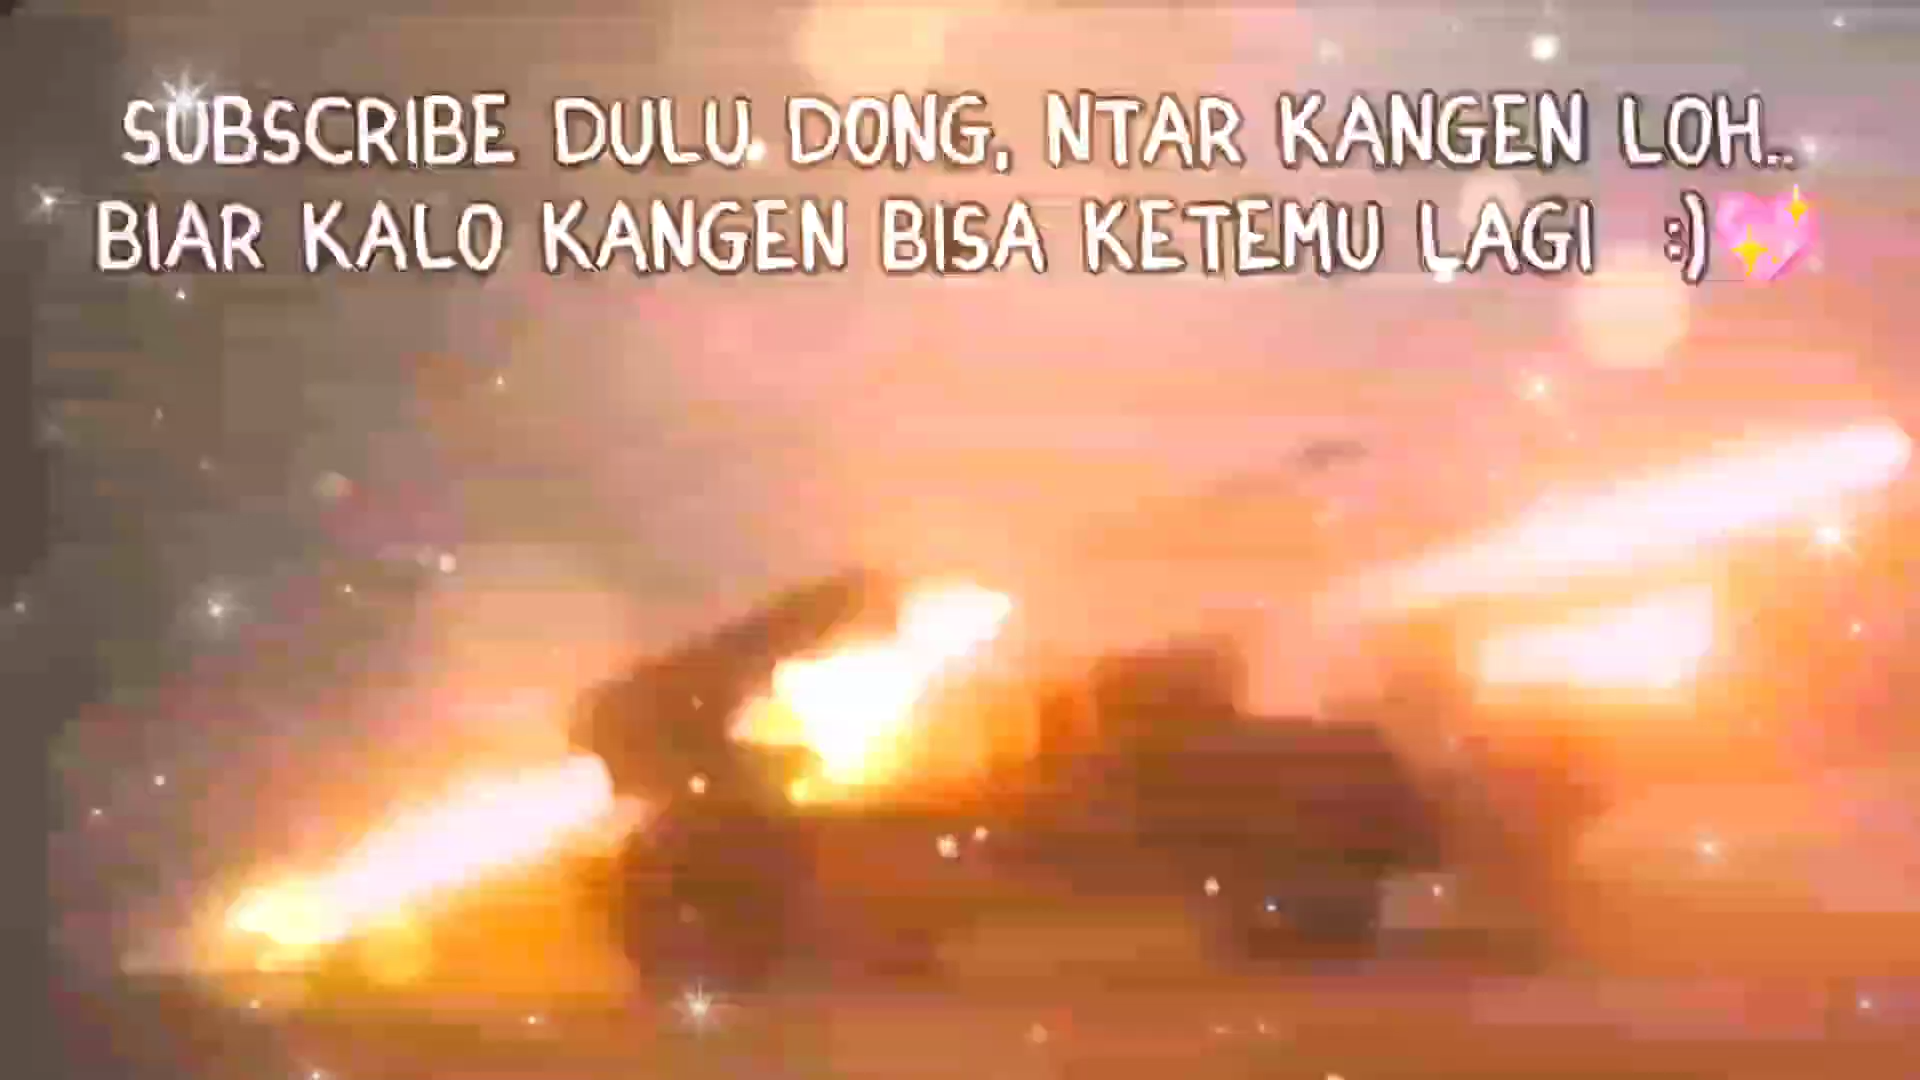 SUBSCRIBE DULU DONG, NTAR KANGEN LOH..
BIAR KALO KANGEN BISA KETEMU LAGI :)💖